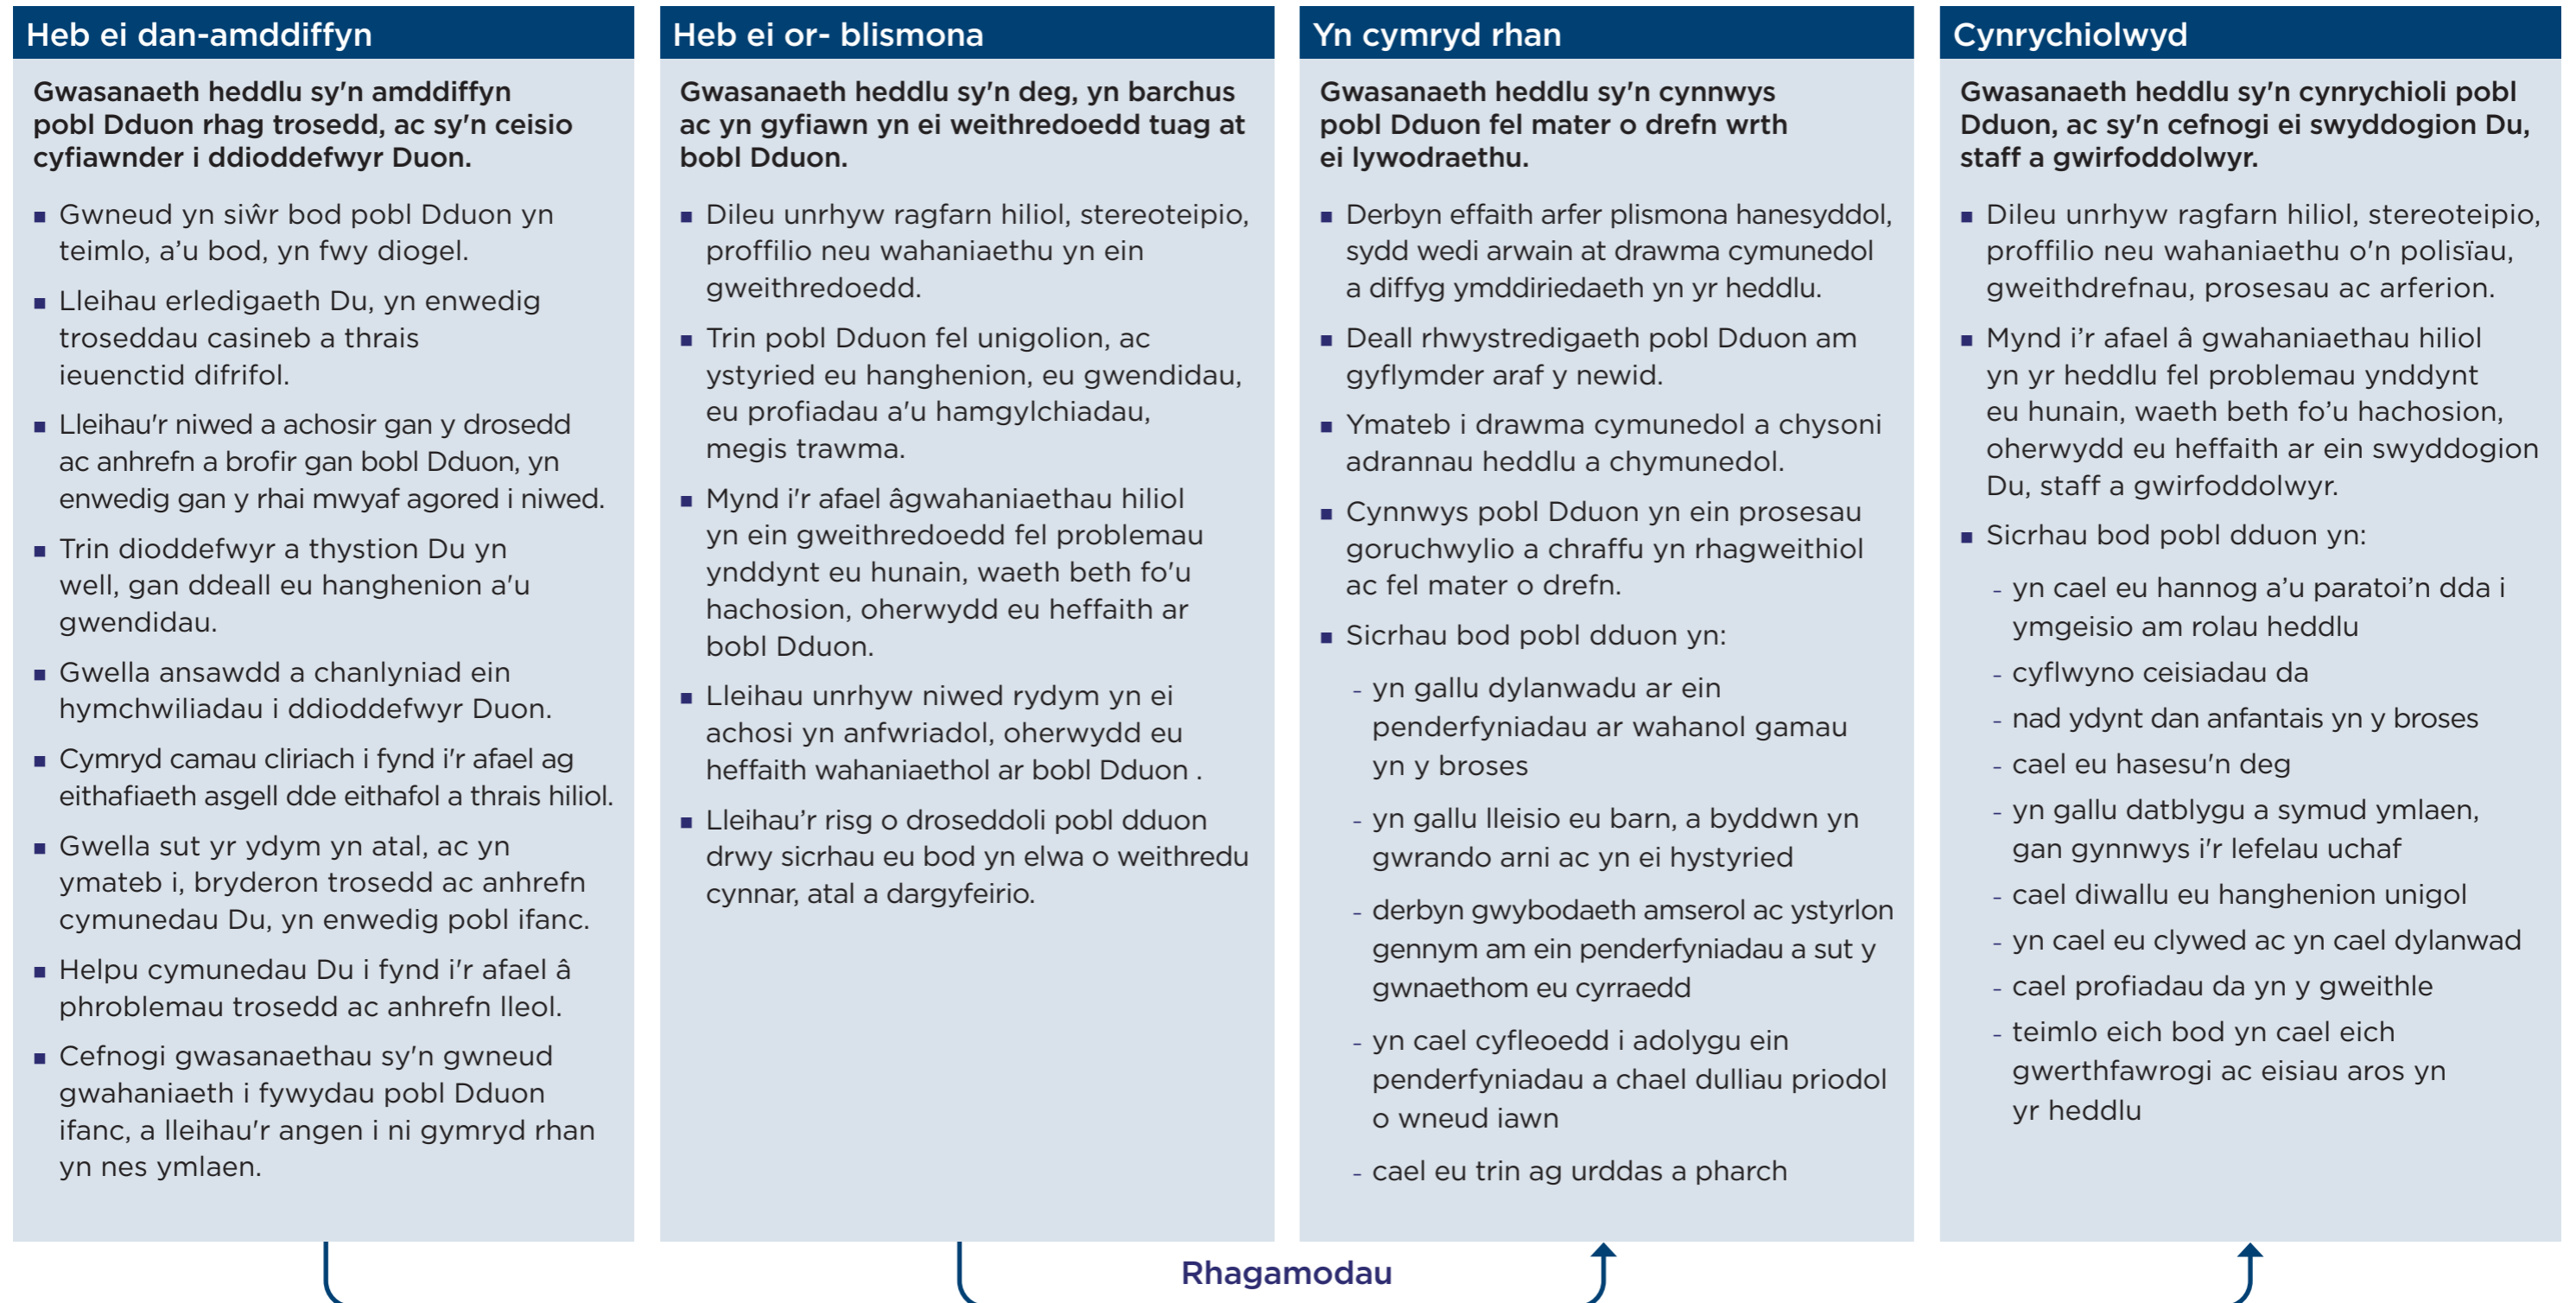 Heb ei dan-amddiffyn
Gwasanaeth heddlu sy'n amddiffyn
pobl Dduon rhag trosedd, ac sy'n ceisio
cyfiawnder i ddioddefwyr Duon.
▪ Gwneud yn siŵr bod pobl Dduon yn
teimlo, a’u bod, yn fwy diogel.
▪ Lleihau erledigaeth Du, yn enwedig
troseddau casineb a thrais
ieuenctid difrifol.
▪ Lleihau'r niwed a achosir gan y drosedd
ac anhrefn a brofir gan bobl Dduon, yn
enwedig gan y rhai mwyaf agored i niwed.
▪ Trin dioddefwyr a thystion Du yn
well, gan ddeall eu hanghenion a'u
gwendidau.
▪ Gwella ansawdd a chanlyniad ein
hymchwiliadau i ddioddefwyr Duon.
▪ Cymryd camau cliriach i fynd i'r afael ag
eithafiaeth asgell dde eithafol a thrais hiliol.
▪ Gwella sut yr ydym yn atal, ac yn
ymateb i, bryderon trosedd ac anhrefn
cymunedau Du, yn enwedig pobl ifanc.
▪ Helpu cymunedau Du i fynd i'r afael â
phroblemau trosedd ac anhrefn lleol.
▪ Cefnogi gwasanaethau sy'n gwneud
gwahaniaeth i fywydau pobl Dduon
ifanc, a lleihau'r angen i ni gymryd rhan
yn nes ymlaen.
Heb ei or- blismona
Gwasanaeth heddlu sy'n deg, yn barchus
ac yn gyfiawn yn ei weithredoedd tuag at
bobl Dduon.
▪ Dileu unrhyw ragfarn hiliol, stereoteipio,
proffilio neu wahaniaethu yn ein
gweithredoedd.
▪ Trin pobl Dduon fel unigolion, ac
ystyried eu hanghenion, eu gwendidau,
eu profiadau a'u hamgylchiadau,
megis trawma.
▪ Mynd i'r afael âgwahaniaethau hiliol
yn ein gweithredoedd fel problemau
ynddynt eu hunain, waeth beth fo'u
hachosion, oherwydd eu heffaith ar
bobl Dduon.
▪ Lleihau unrhyw niwed rydym yn ei
achosi yn anfwriadol, oherwydd eu
heffaith wahaniaethol ar bobl Dduon .
▪ Lleihau’r risg o droseddoli pobl dduon
drwy sicrhau eu bod yn elwa o weithredu
cynnar, atal a dargyfeirio.
Yn cymryd rhan
Gwasanaeth heddlu sy'n cynnwys
pobl Dduon fel mater o drefn wrth
ei lywodraethu.
▪ Derbyn effaith arfer plismona hanesyddol,
sydd wedi arwain at drawma cymunedol
a diffyg ymddiriedaeth yn yr heddlu.
▪ Deall rhwystredigaeth pobl Dduon am
gyflymder araf y newid.
▪ Ymateb i drawma cymunedol a chysoni
adrannau heddlu a chymunedol.
▪ Cynnwys pobl Dduon yn ein prosesau
goruchwylio a chraffu yn rhagweithiol
ac fel mater o drefn.
▪ Sicrhau bod pobl dduon yn:
- yn gallu dylanwadu ar ein
penderfyniadau ar wahanol gamau
yn y broses
- yn gallu lleisio eu barn, a byddwn yn
gwrando arni ac yn ei hystyried
- derbyn gwybodaeth amserol ac ystyrlon
gennym am ein penderfyniadau a sut y
gwnaethom eu cyrraedd
- yn cael cyfleoedd i adolygu ein
penderfyniadau a chael dulliau priodol
o wneud iawn
- cael eu trin ag urddas a pharch
Cynrychiolwyd
Gwasanaeth heddlu sy'n cynrychioli pobl
Dduon, ac sy'n cefnogi ei swyddogion Du,
staff a gwirfoddolwyr.
▪ Dileu unrhyw ragfarn hiliol, stereoteipio,
proffilio neu wahaniaethu o'n polisïau,
gweithdrefnau, prosesau ac arferion.
▪ Mynd i’r afael â gwahaniaethau hiliol
yn yr heddlu fel problemau ynddynt
eu hunain, waeth beth fo’u hachosion,
oherwydd eu heffaith ar ein swyddogion
Du, staff a gwirfoddolwyr.
▪ Sicrhau bod pobl dduon yn:
- yn cael eu hannog a’u paratoi’n dda i
ymgeisio am rolau heddlu
- cyflwyno ceisiadau da
- nad ydynt dan anfantais yn y broses
- cael eu hasesu'n deg
- yn gallu datblygu a symud ymlaen,
gan gynnwys i'r lefelau uchaf
- cael diwallu eu hanghenion unigol
- yn cael eu clywed ac yn cael dylanwad
- cael profiadau da yn y gweithle
- teimlo eich bod yn cael eich
gwerthfawrogi ac eisiau aros yn
yr heddlu
Rhagamodau